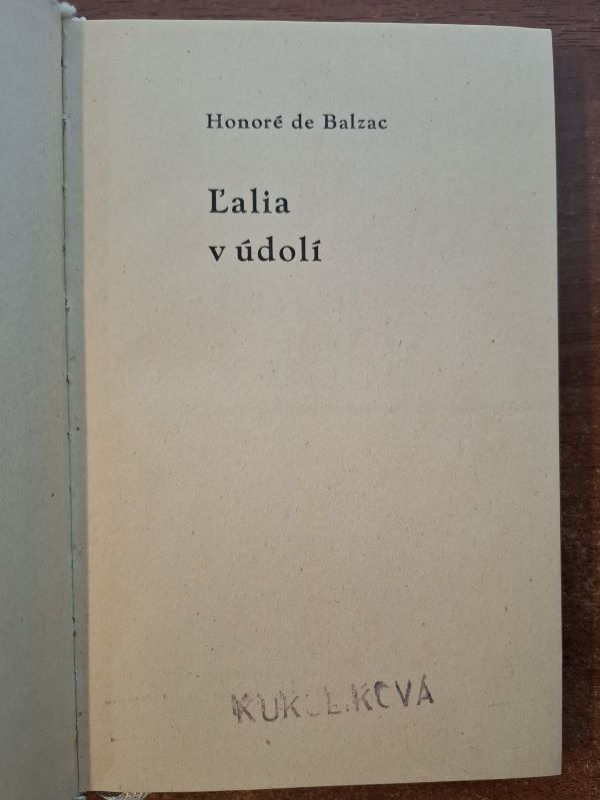 Honoré de Balzac
Ľalia
v údolí